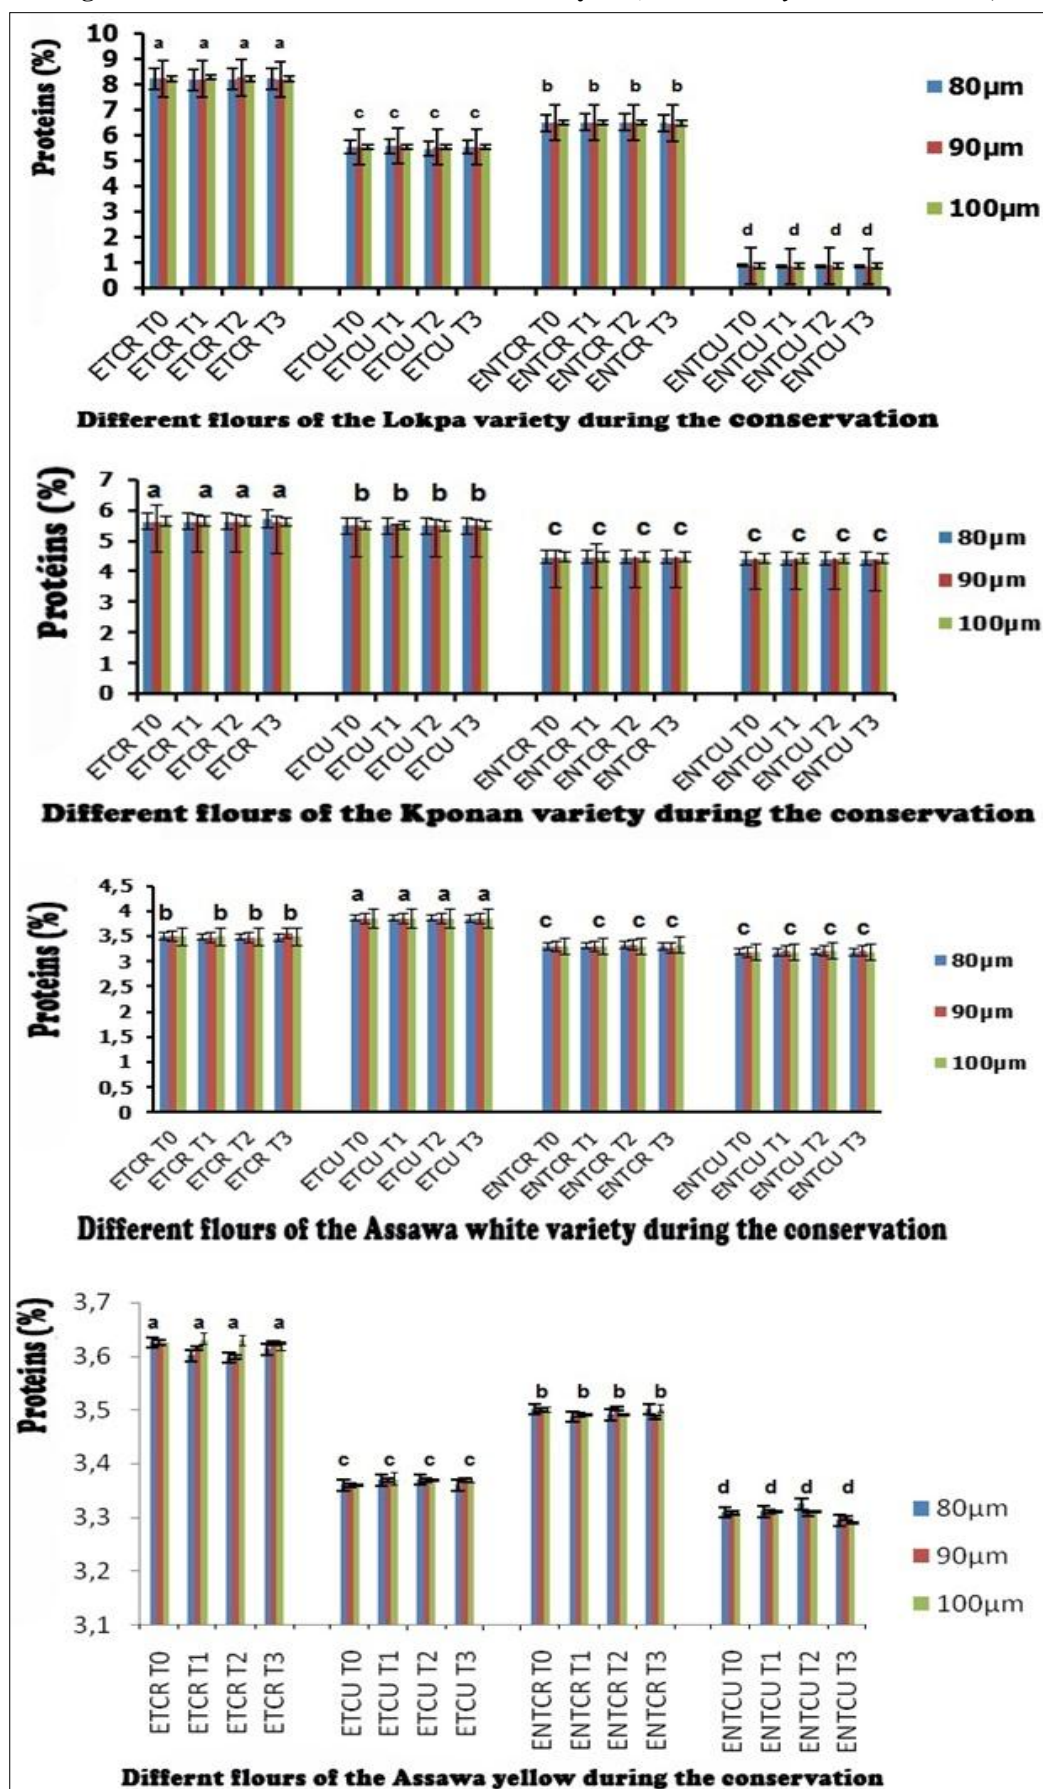 10
9
8
7
6
5
4
3
2
1
0
Proteins (%)
a a a a
c c c c
b b b b
d d d d
80µm
90µm
100µm
ETCR T0 ETCR T1 ETCR T2 ETCR T3 ETCU T0 ETCU T1 ETCU T2 ETCU T3 ENTCR T0 ENTCR T1 ENTCR T2 ENTCR T3 ENTCU T0 ENTCU T1 ENTCU T2 ENTCU T3
Different flours of the Lokpa variety during the conservation
7
6
5
4
3
2
1
0
Protéins (%)
a a a a b b b b
c c c c c c c c
80µm
90µm
100µm
ETCR T0 ETCR T1 ETCR T2 ETCR T3 ETCU T0 ETCU T1 ETCU T2 ETCU T3 ENTCR T0 ENTCR T1 ENTCR T2 ENTCR T3 ENTCU T0 ENTCU T1 ENTCU T2 ENTCU T3
Different flours of the Kponan variety during the conservation
4,5
4
3,5
3
2,5
2
1,5
1
0,5
0
Proteins (%)
b b b b a a a a
c c c c c c c c
80µm
90µm
100µm
ETCR T0 ETCR T1 ETCR T2 ETCR T3 ETCU T0 ETCU T1 ETCU T2 ETCU T3 ENTCR T0 ENTCR T1 ENTCR T2 ENTCR T3 ENTCU T0 ENTCU T1 ENTCU T2 ENTCU T3
Different flours of the Assawa white variety during the conservation
3,7
3,6
3,5
3,4
3,3
3,2
3,1
Proteins (%)
a a a a
c c c c
b b b b
d d d d
80µm
90µm
100µm
ETCR T0 ETCR T1 ETCR T2 ETCR T3 ETCU T0 ETCU T1 ETCU T2 ETCU T3 ENTCR T0 ENTCR T1 ENTCR T2 ENTCR T3 ENTCU T0 ENTCU T1 ENTCU T2 ENTCU T3
Differnt flours of the Assawa yellow during the conservation